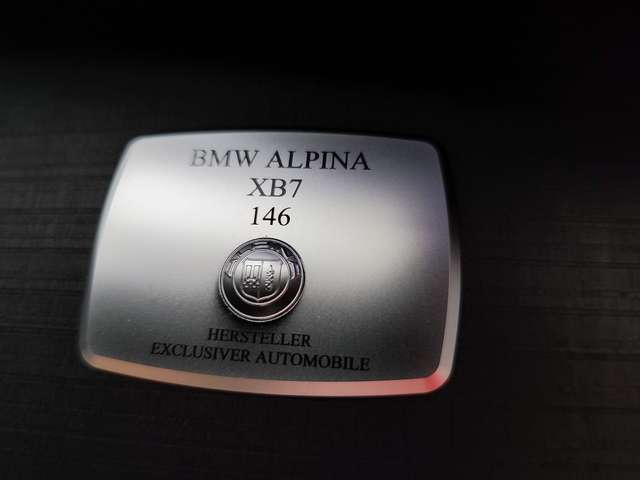 BMW ALPINA
XB7
146
HERSTELLER
EXCLUSIVER AUTOMOBILE